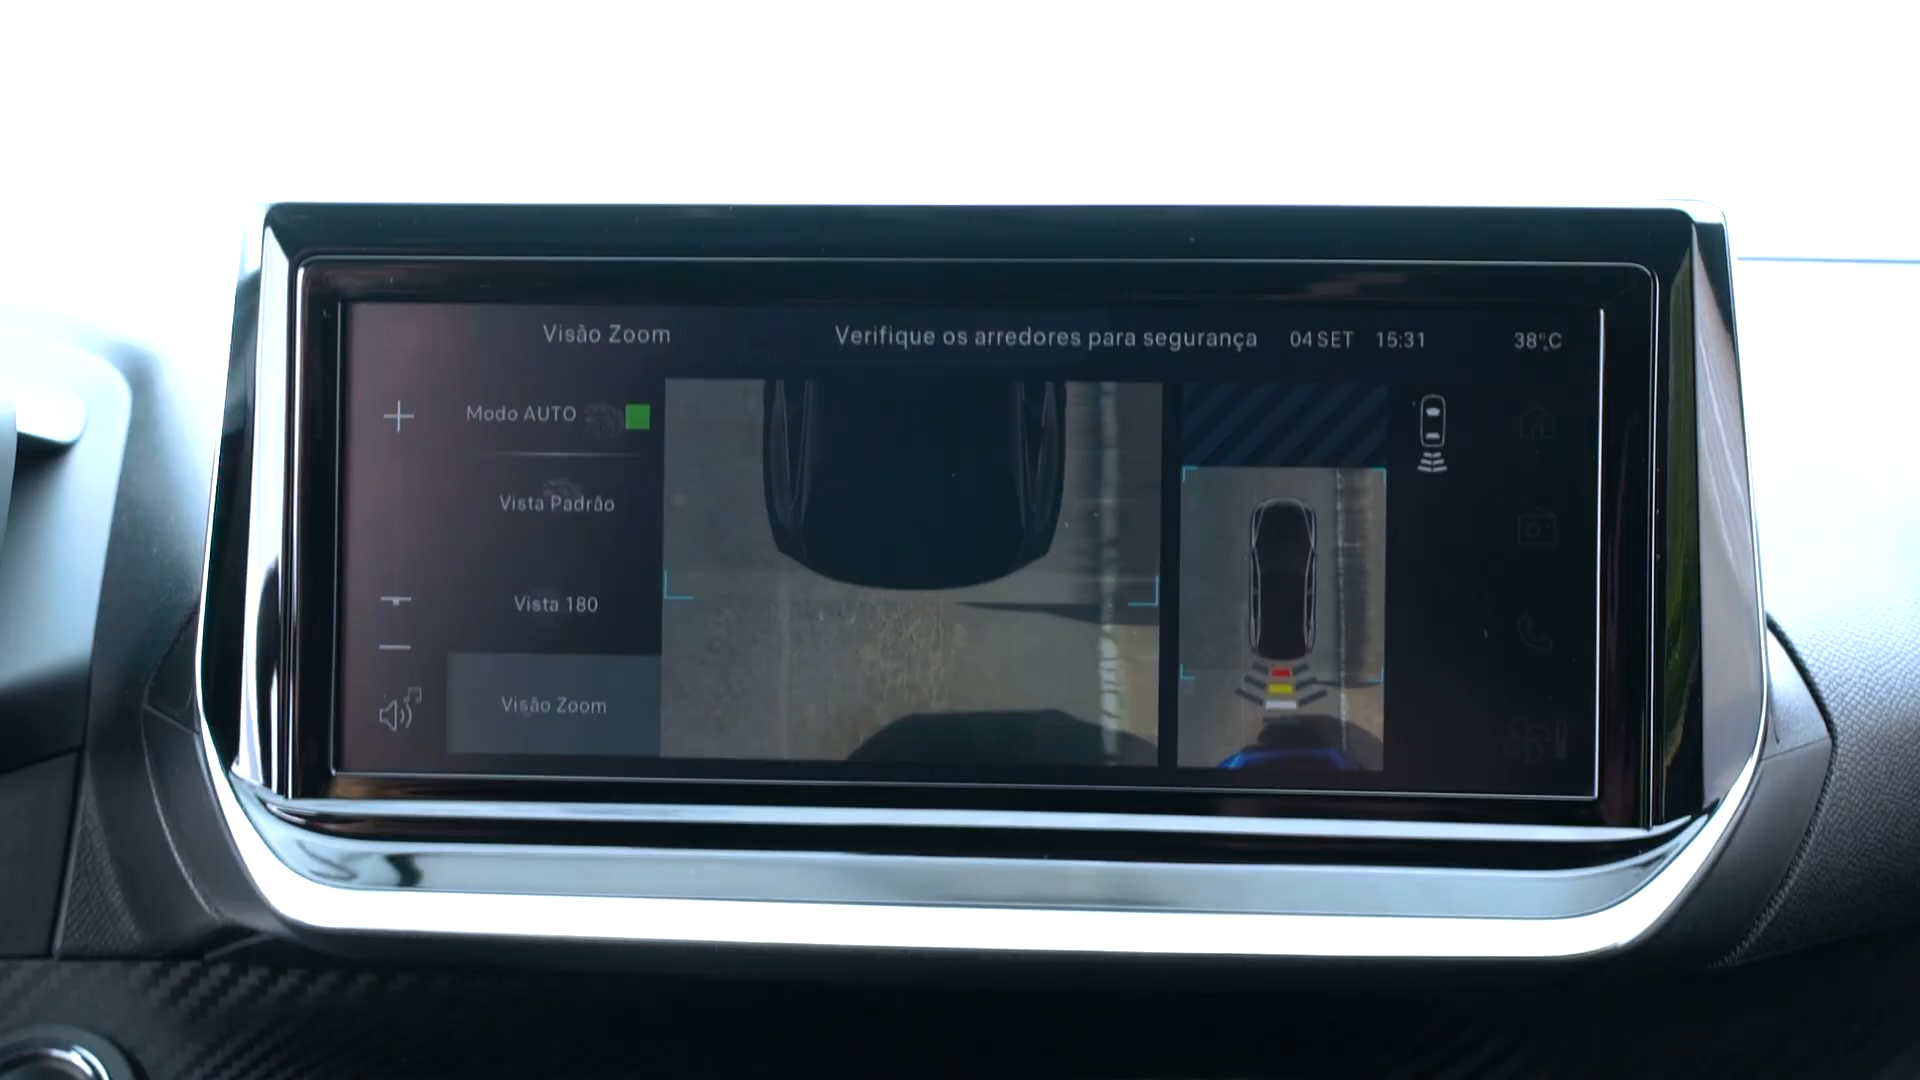 Visão Zoom
Verifique os arredores para segurança
04 SET 15:31
38°C
Modo AUTO
Vista Padrão
Vista 180
Visão Zoom